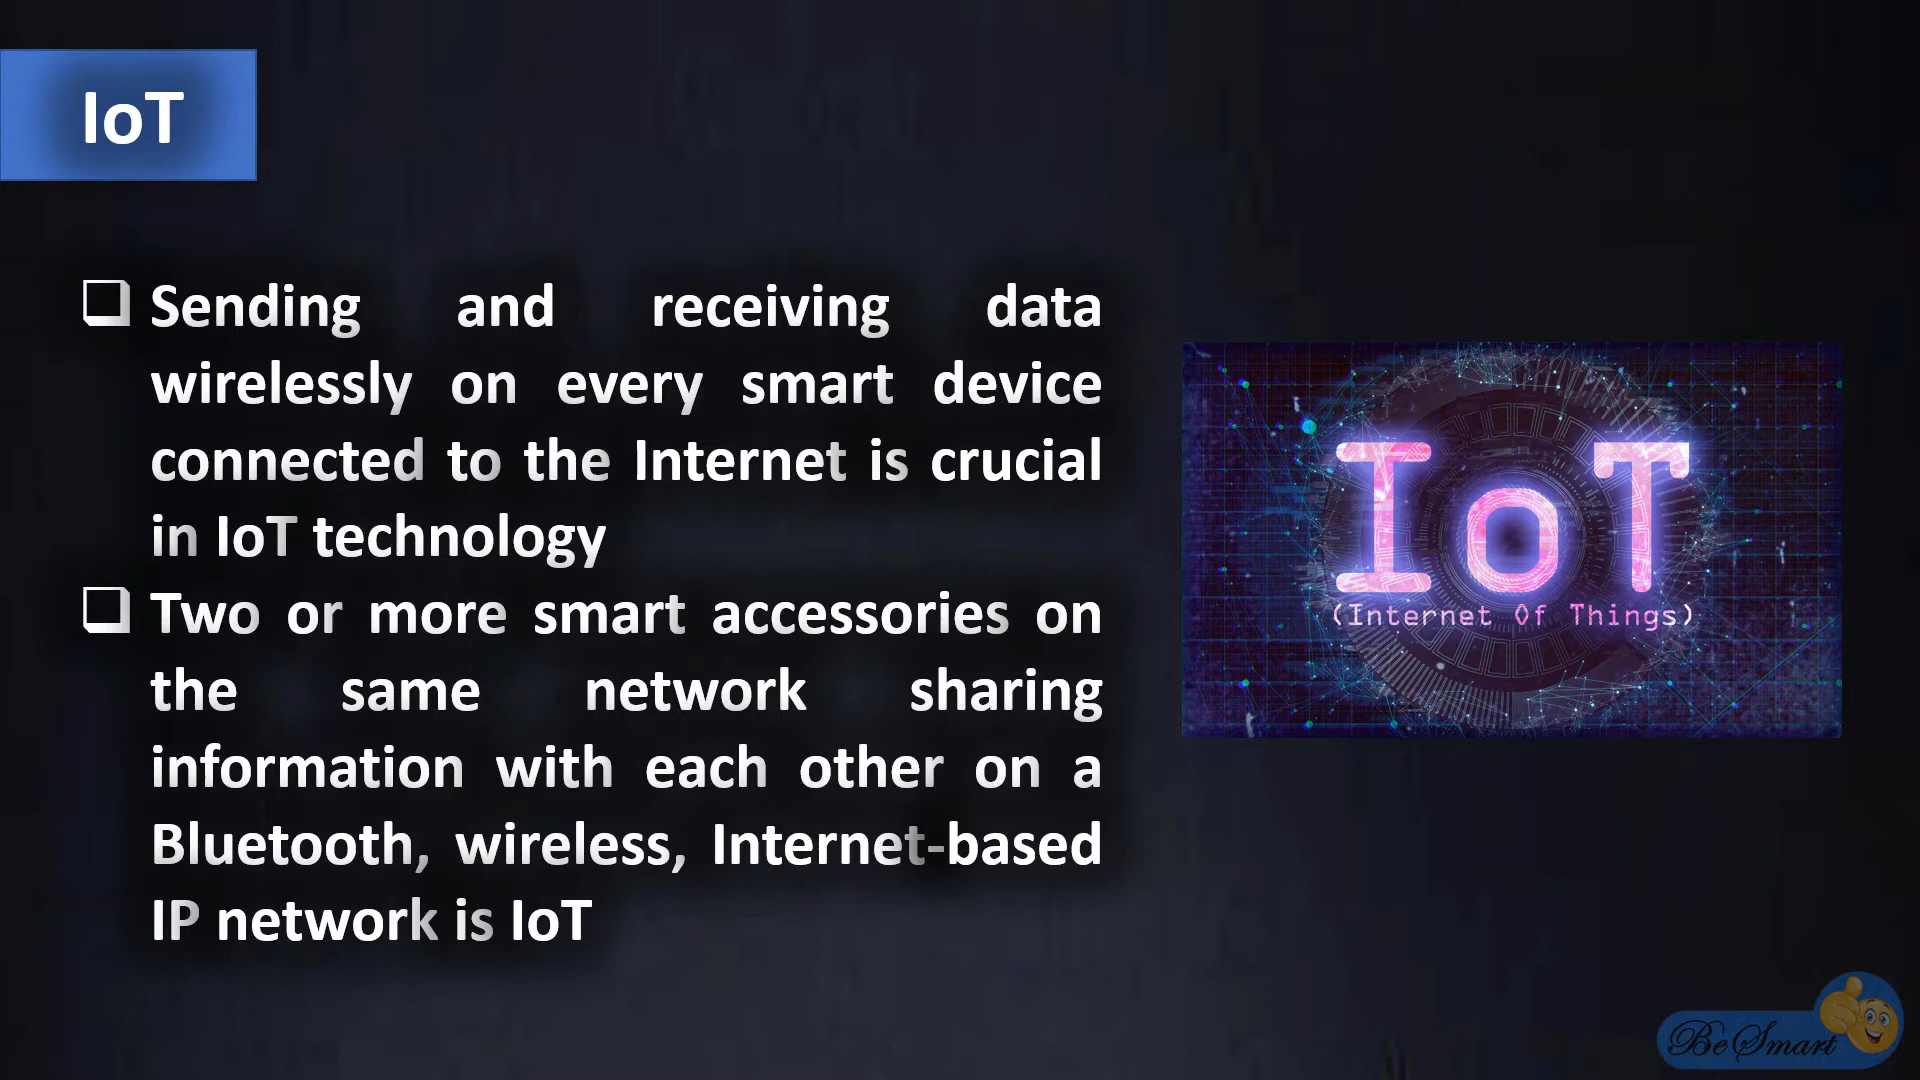 IoT
Sending and receiving data
wirelessly on every smart device
connected to the Internet is crucial
in IoT technology
Two or more smart accessories on
the same network sharing
information with each other on a
Bluetooth, wireless, Internet-based
IP network is IoT
IoT
(Internet Of Things)
Be Smart